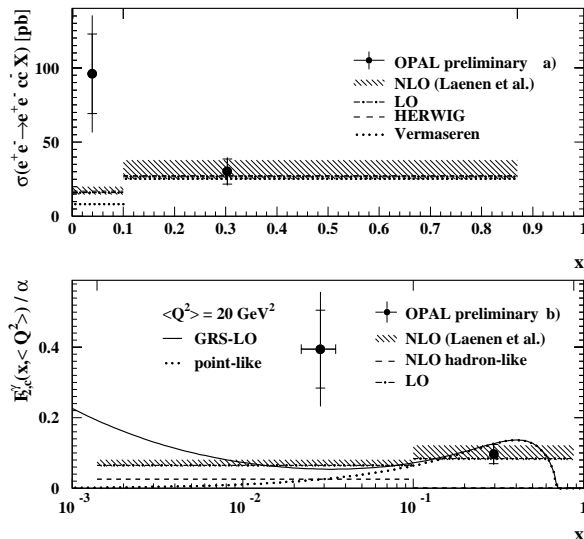 σ(e⁺e⁻→e⁺e⁻ cc̄ X) [pb]
100
50
0
OPAL preliminary a)
NLO (Laenen et al.)
LO
HERWIG
Vermaseren
0 0.1 0.2 0.3 0.4 0.5 0.6 0.7 0.8 0.9 1
x
F₂,c^γ(x,<Q²>) / α
0.4
0.2
0
<Q²> = 20 GeV²
GRS-LO
point-like
OPAL preliminary b)
NLO (Laenen et al.)
NLO hadron-like
LO
10⁻³ 10⁻² 10⁻¹ 1
x